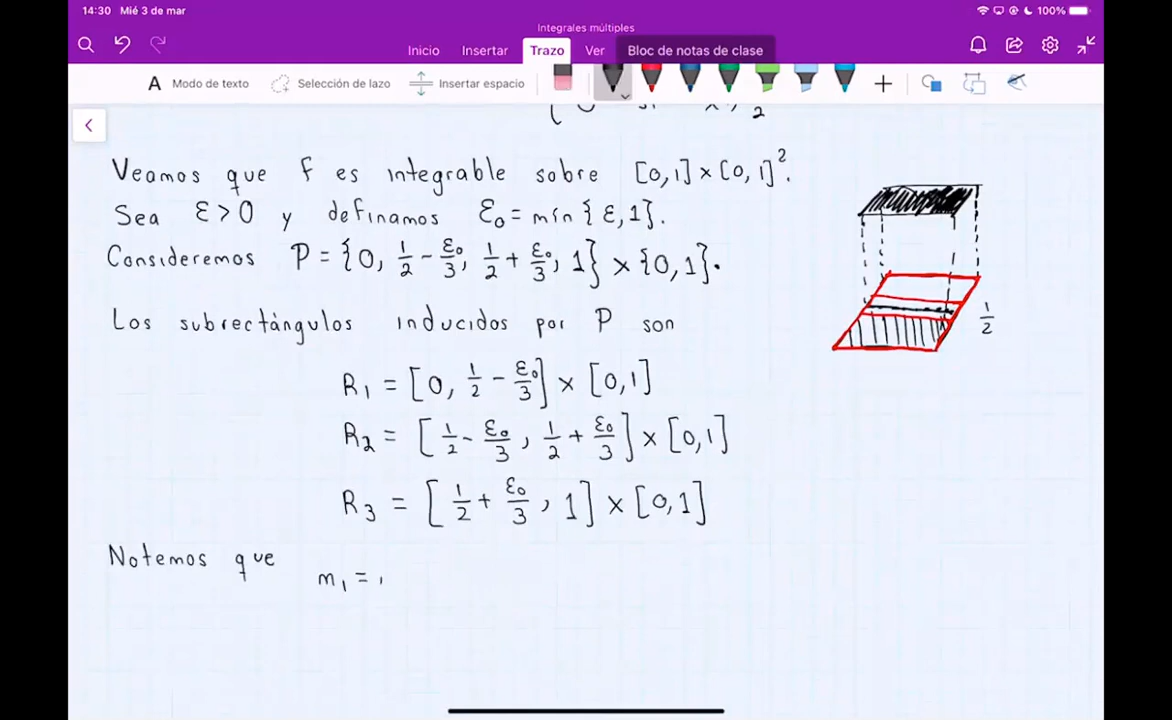 14:30 Mié 3 de mar
100%
Integrales múltiples
Inicio Insertar Trazo Ver Bloc de notas de clase
A Modo de texto Selección de lazo Insertar espacio
2
Veamos que f es integrable sobre [0,1]×[0,1]².
Sea ε>0 y definamos ε₀ = mín{ε,1}.
Consideremos P = {0, 1/2 - ε₀/3, 1/2 + ε₀/3, 1} × {0,1}.
1/2
Los subrectángulos inducidos por P son
R₁ = [0, 1/2 - ε₀/3] × [0,1]
R₂ = [1/2 - ε₀/3, 1/2 + ε₀/3] × [0,1]
R₃ = [1/2 + ε₀/3, 1] × [0,1]
Notemos que
m₁ =